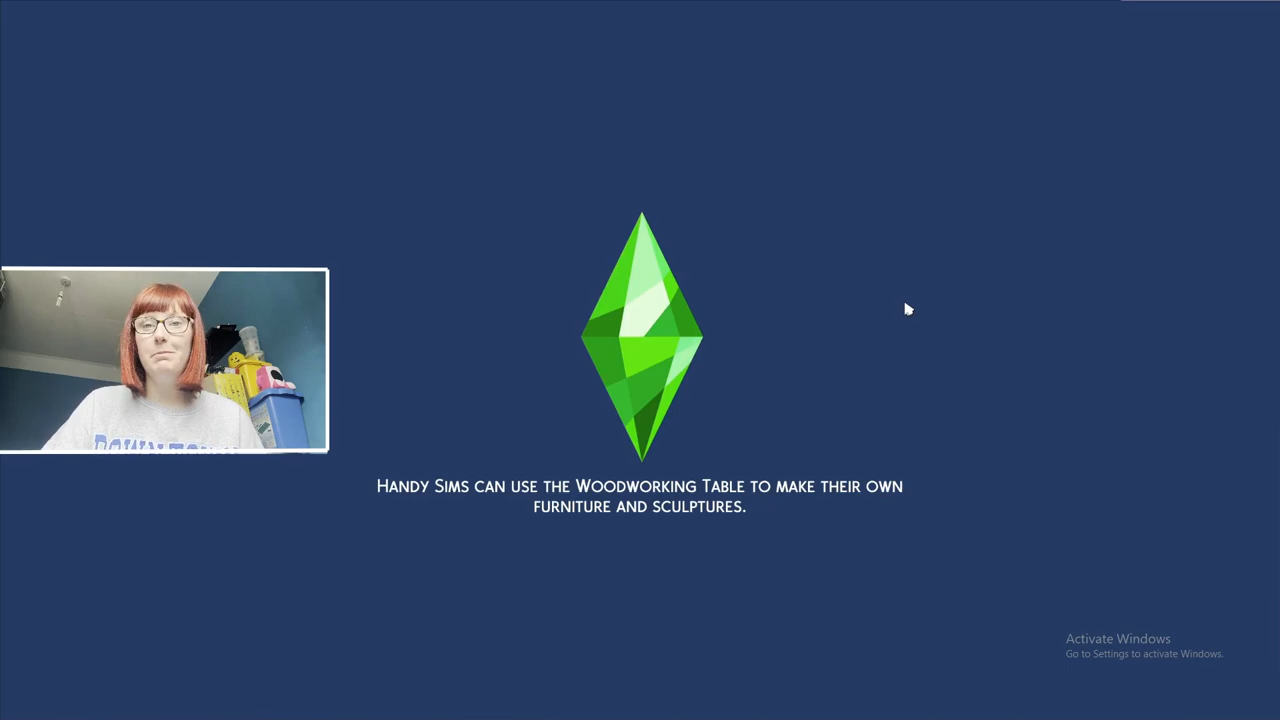 Handy Sims can use the Woodworking Table to make their own
furniture and sculptures.
Activate Windows
Go to Settings to activate Windows.